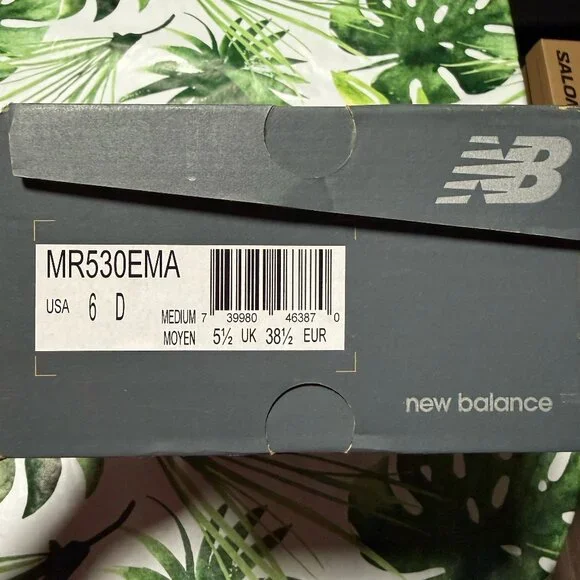 SALO
NB
MR530EMA
USA 6 D
MEDIUM 7 39980 46387 0
MOYEN 5½ UK 38½ EUR
new balance